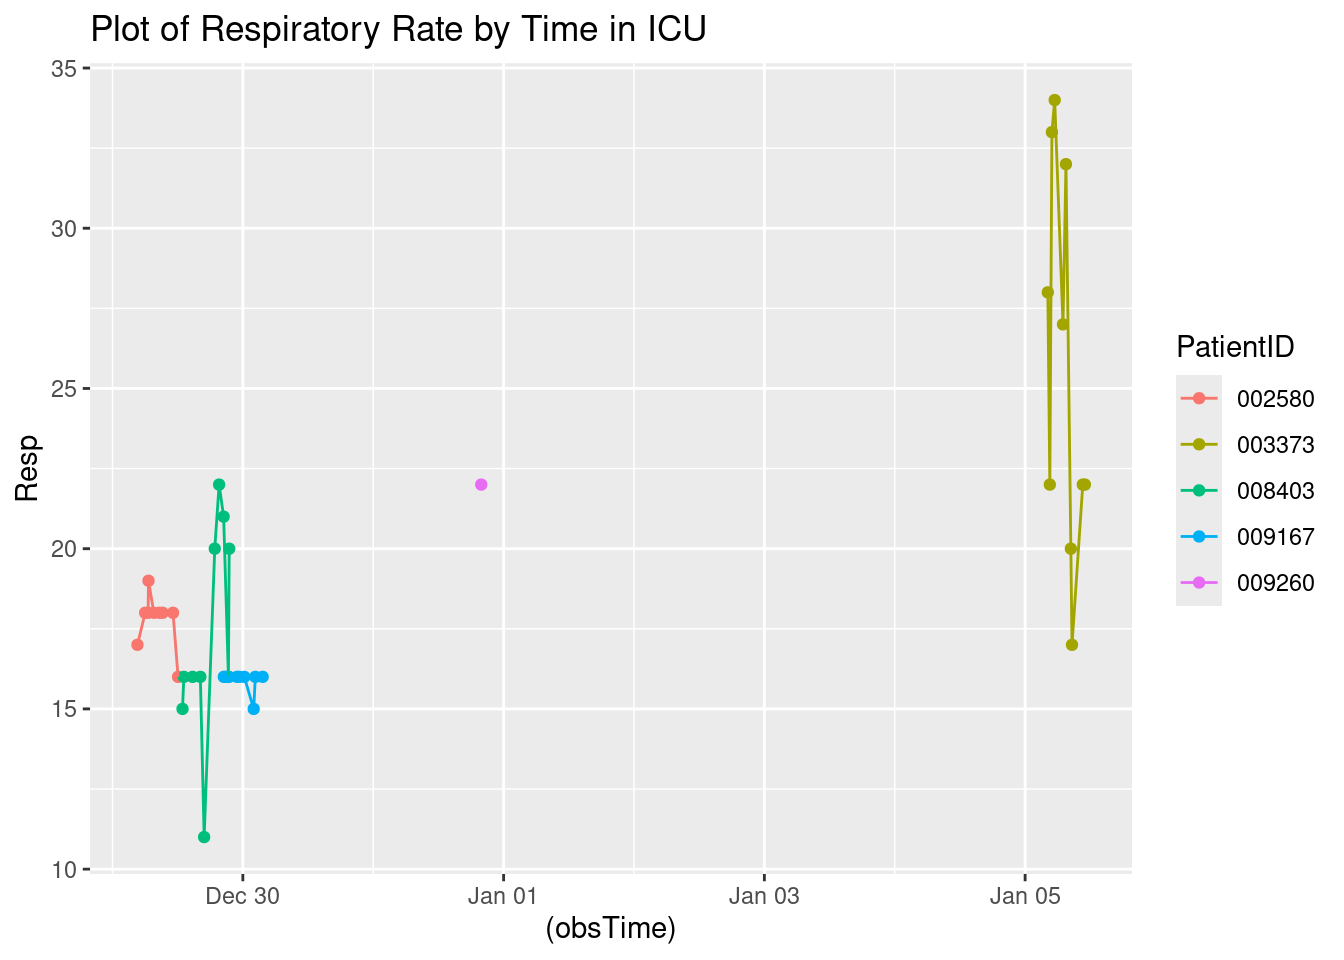 Plot of Respiratory Rate by Time in ICU
35
30
25
20
15
10
Resp
Dec 30
Jan 01
Jan 03
Jan 05
(obsTime)
PatientID
002580
003373
008403
009167
009260